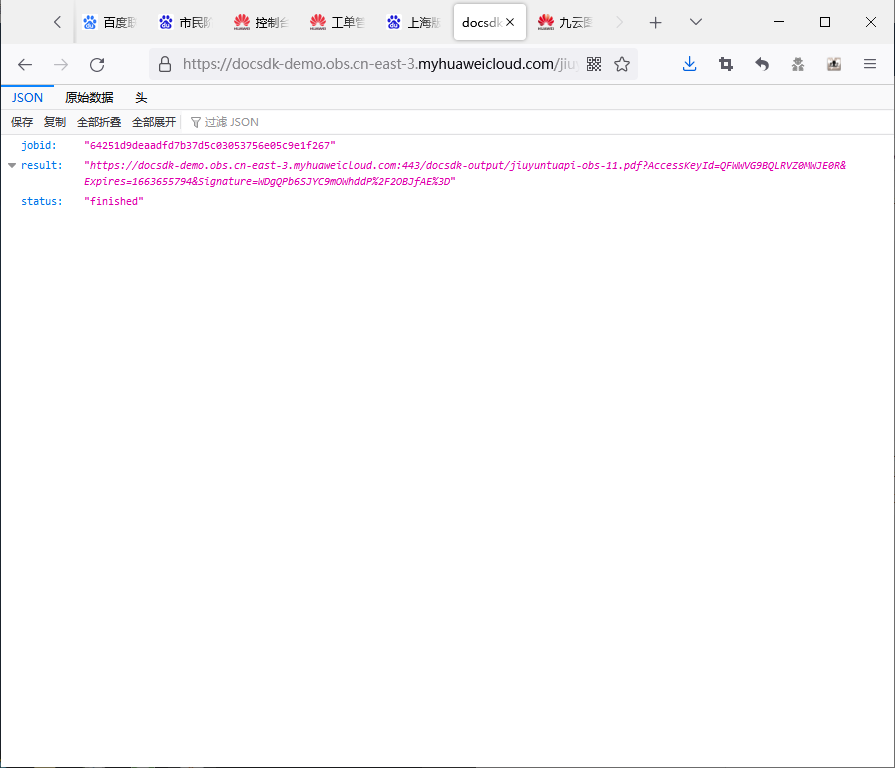 百度 市民 控制 工单 上海 docsdk 九云
https://docsdk-demo.obs.cn-east-3.myhuaweicloud.com/jiu
JSON 原始数据 头
保存 复制 全部折叠 全部展开 过滤 JSON
jobid: "64251d9deaadfd7b37d5c03053756e05c9e1f267"
result: "https://docsdk-demo.obs.cn-east-3.myhuaweicloud.com:443/docsdk-output/jiuyuntuapi-obs-11.pdf?AccessKeyId=QFWWVG9BQLRVZ0MWJE0R&
Expires=1663655794&Signature=WDgQPb6SJYC9mOWhddP%2F2OBJfAE%3D"
status: "finished"